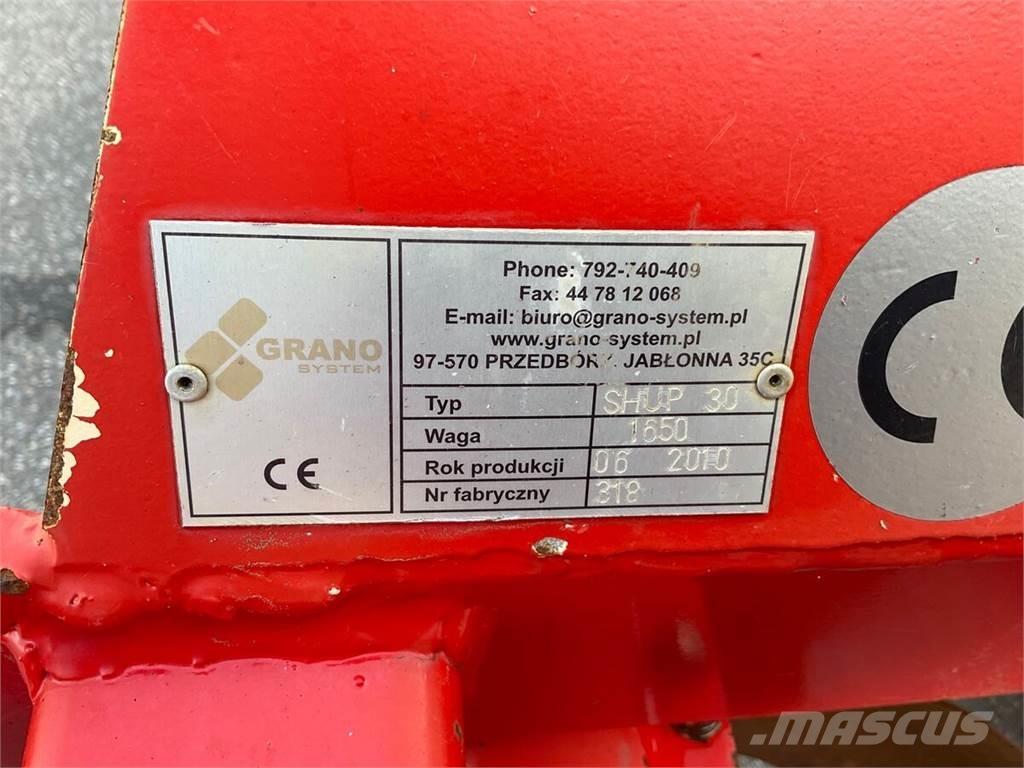 GRANO
SYSTEM
CE
Phone: 792-740-409
Fax: 44 78 12 068
E-mail: biuro@grano-system.pl
www.grano-system.pl
97-570 PRZEDBÓRZ, JABŁONNA 35C
Typ SHUP 30
Waga 1650
Rok produkcji 06 2010
Nr fabryczny 318
CE
MASCUS